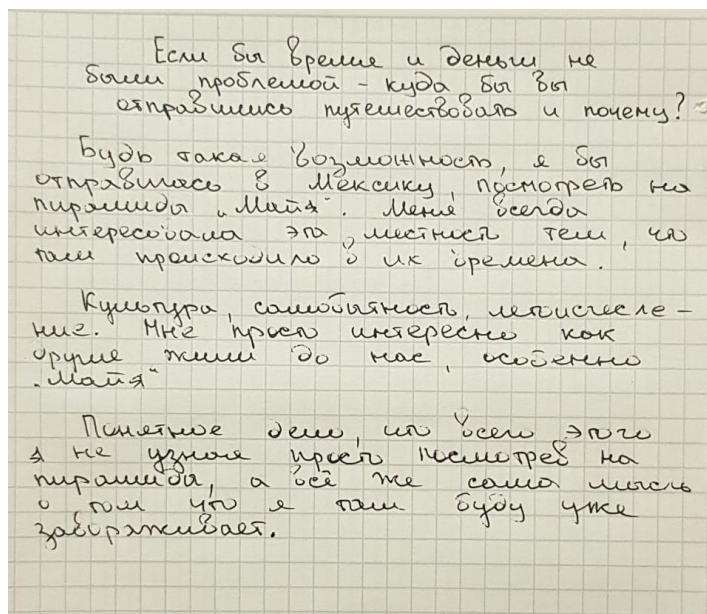 Если бы время и деньги не
были проблемой - куда бы вы
отправились путешествовать и почему?
Будь такая возможность, я бы
отправилась в Мексику, посмотреть на
пирамиды „Майя“. Меня всегда
интересовала эта местность тем, что
там происходило в их времена.
Культура, самобытность, летоисчесле-
ние. Мне просто интересно как
другие жили до нас, особенно
„Майя“
Понятное дело, что всего этого
я не узнаю просто посмотрев на
пирамиды, а всё же сама мысль
о том что я там буду уже
завораживает.